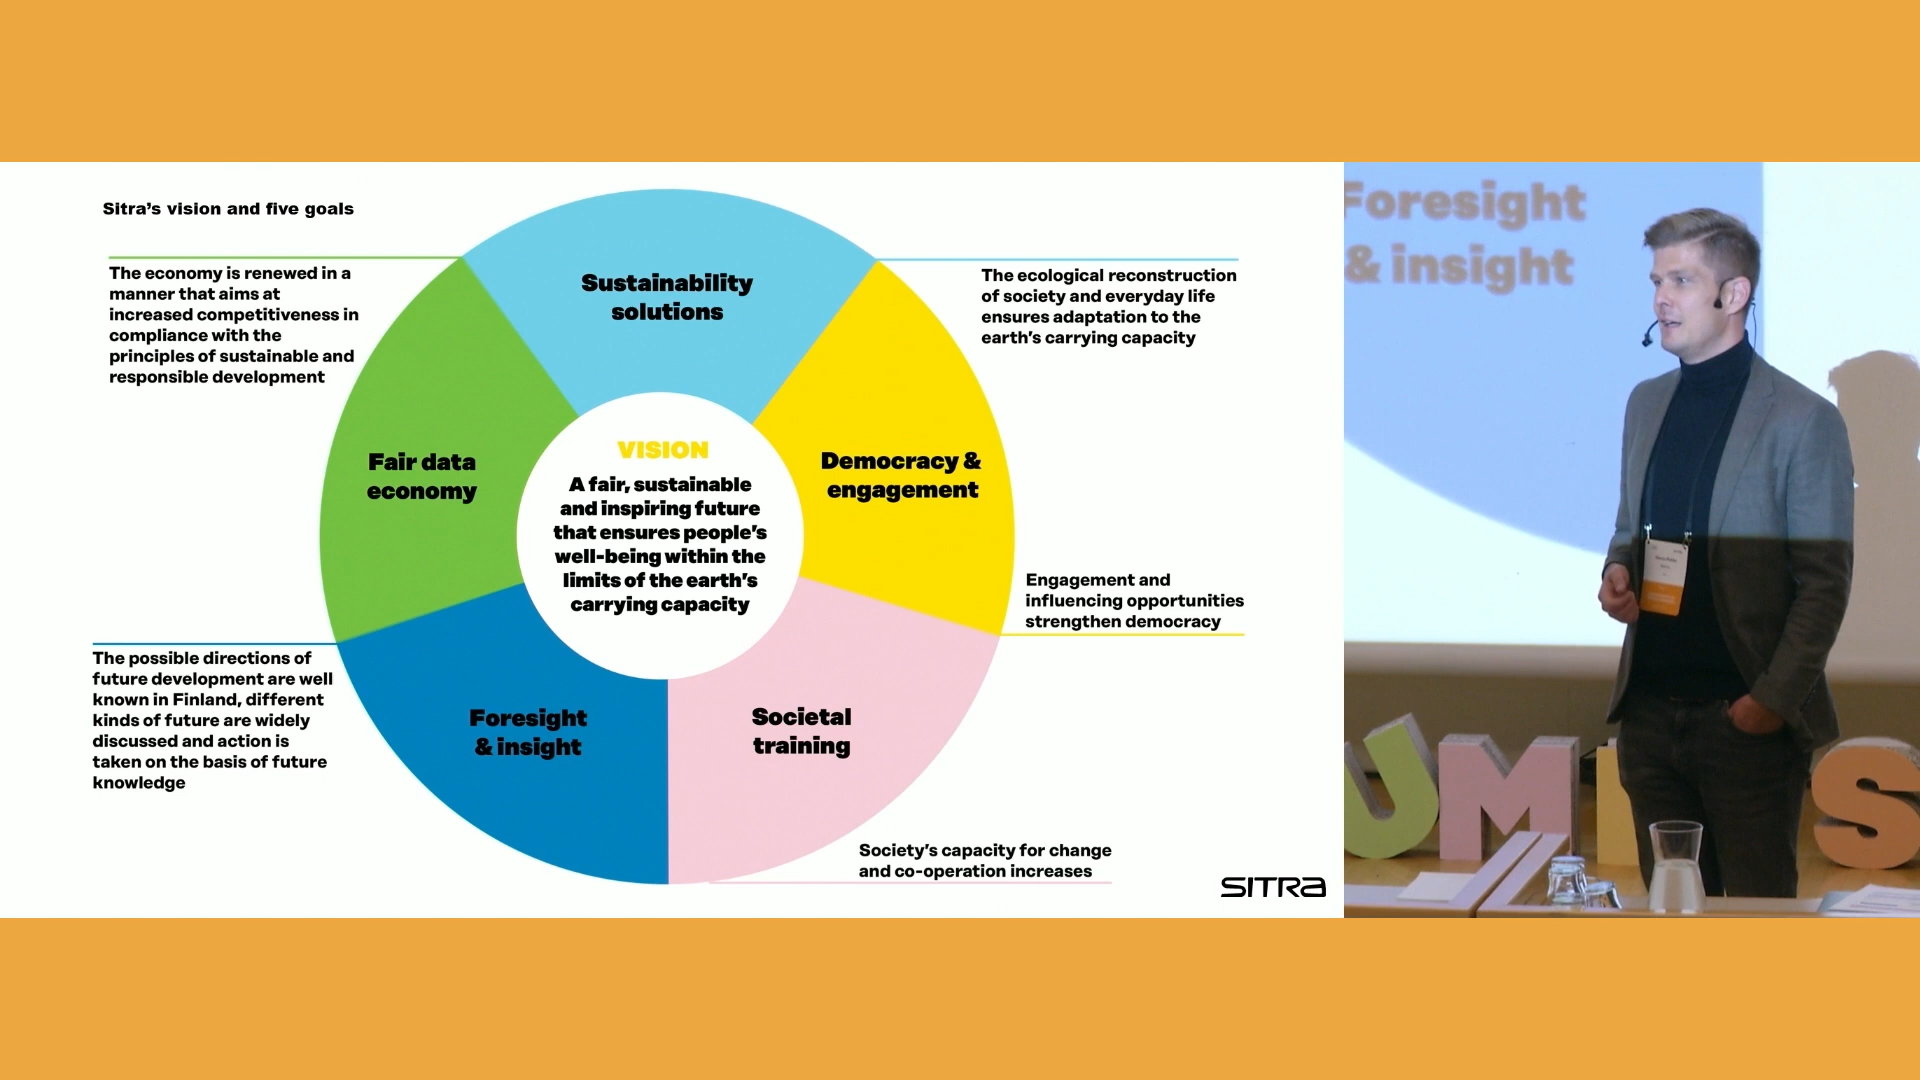 Sitra's vision and five goals
The economy is renewed in a
manner that aims at
increased competitiveness in
compliance with the
principles of sustainable and
responsible development
Sustainability
solutions
The ecological reconstruction
of society and everyday life
ensures adaptation to the
earth's carrying capacity
Fair data
economy
VISION
A fair, sustainable
and inspiring future
that ensures people's
well-being within the
limits of the earth's
carrying capacity
Democracy &
engagement
Engagement and
influencing opportunities
strengthen democracy
The possible directions of
future development are well
known in Finland, different
kinds of future are widely
discussed and action is
taken on the basis of future
knowledge
Foresight
& insight
Societal
training
Society's capacity for change
and co-operation increases
SITRA
Foresight
& insight
UM
S